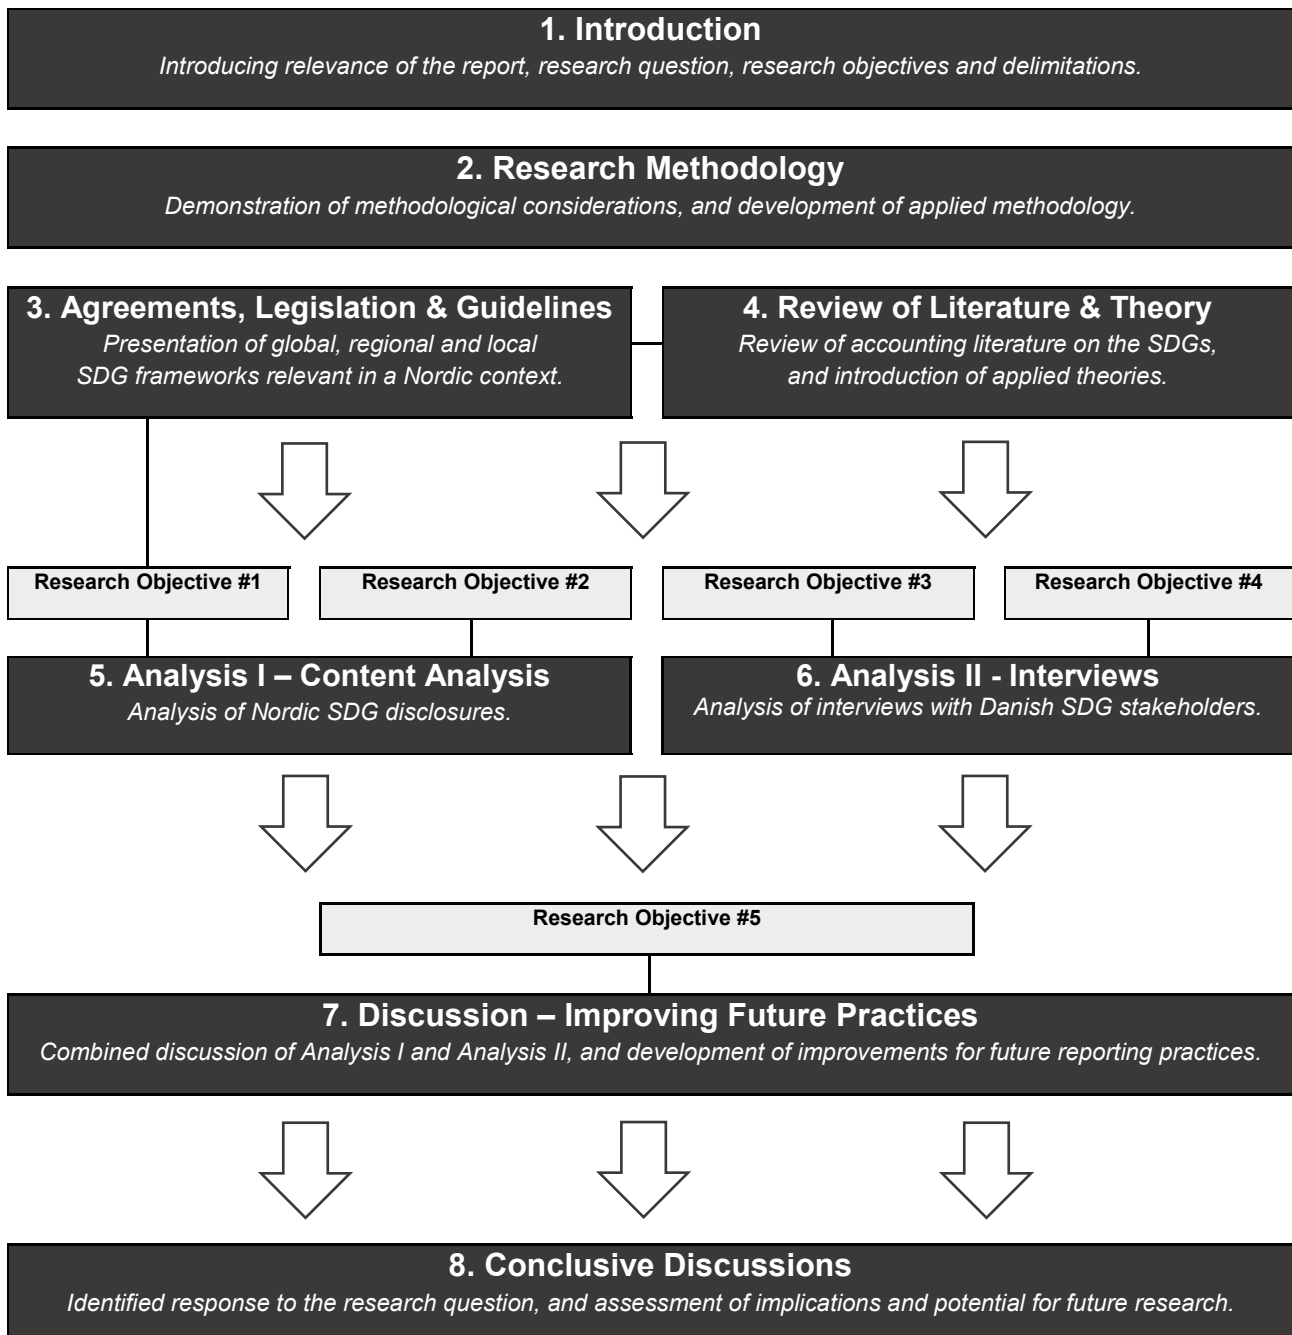 1. Introduction
Introducing relevance of the report, research question, research objectives and delimitations.
2. Research Methodology
Demonstration of methodological considerations, and development of applied methodology.
3. Agreements, Legislation & Guidelines
Presentation of global, regional and local
SDG frameworks relevant in a Nordic context.
4. Review of Literature & Theory
Review of accounting literature on the SDGs,
and introduction of applied theories.
Research Objective #1
Research Objective #2
Research Objective #3
Research Objective #4
5. Analysis I – Content Analysis
Analysis of Nordic SDG disclosures.
6. Analysis II - Interviews
Analysis of interviews with Danish SDG stakeholders.
Research Objective #5
7. Discussion – Improving Future Practices
Combined discussion of Analysis I and Analysis II, and development of improvements for future reporting practices.
8. Conclusive Discussions
Identified response to the research question, and assessment of implications and potential for future research.